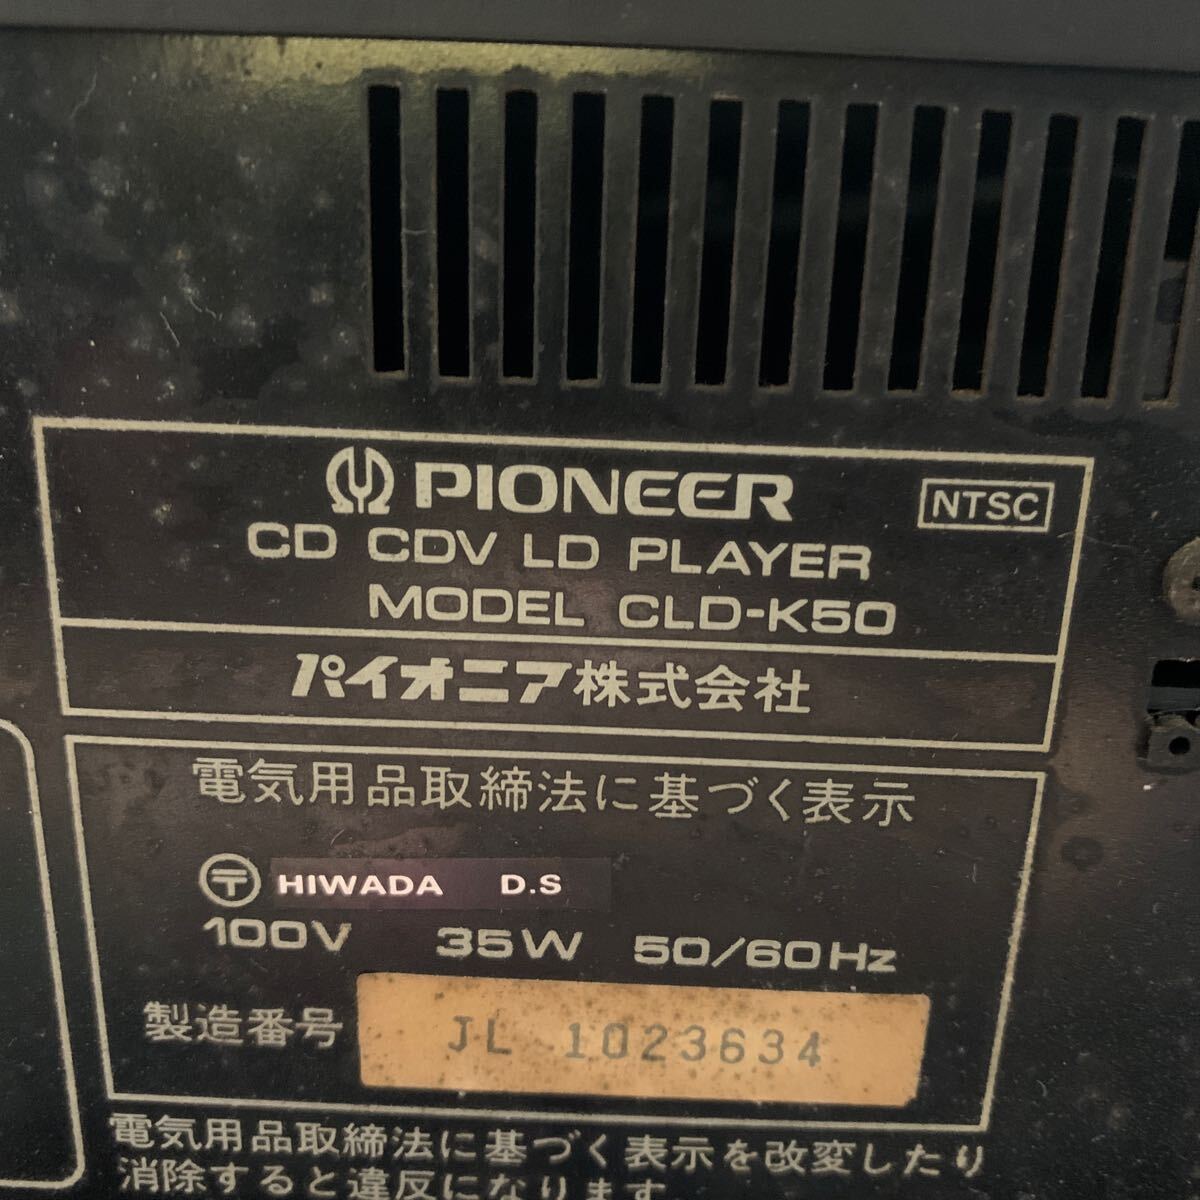 PIONEER
NTSC
CD CDV LD PLAYER
MODEL CLD-K50
パイオニア株式会社
電気用品取締法に基づく表示
〶 HIWADA D.S
100V 35W 50/60Hz
製造番号 JL 1023634
電気用品取締法に基づく表示を改変したり
消除すると違反になります